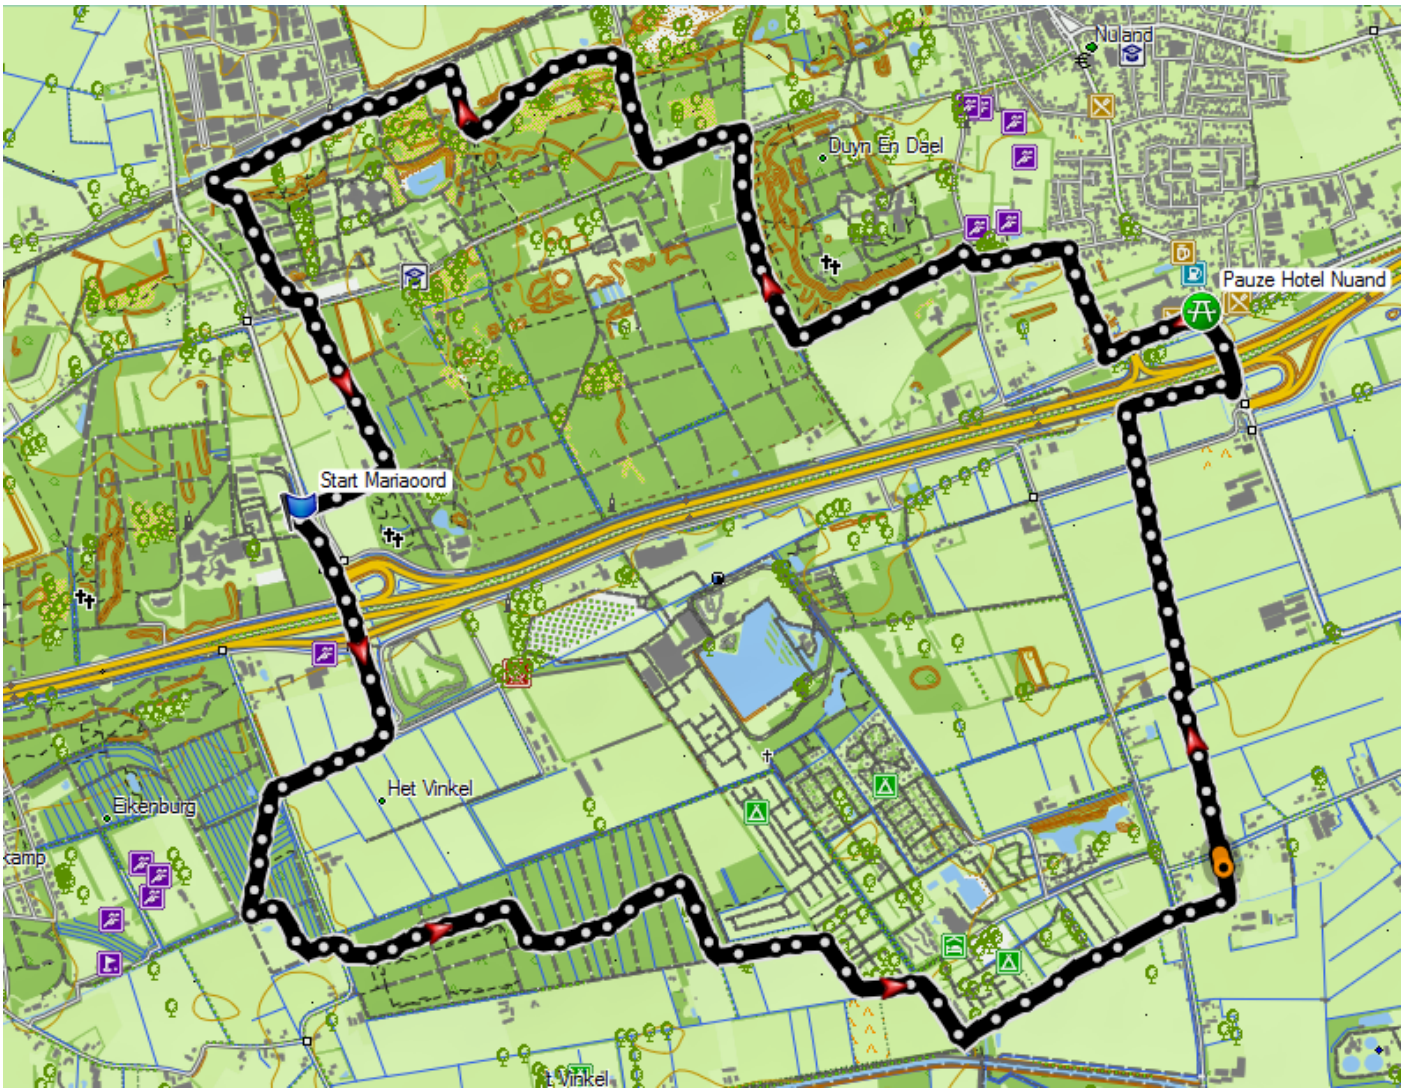 Nuland
Duyn En Dael
Pauze Hotel Nuand
Start Mariaoord
Het Vinkel
Eikenburg
kamp
t Vinkel